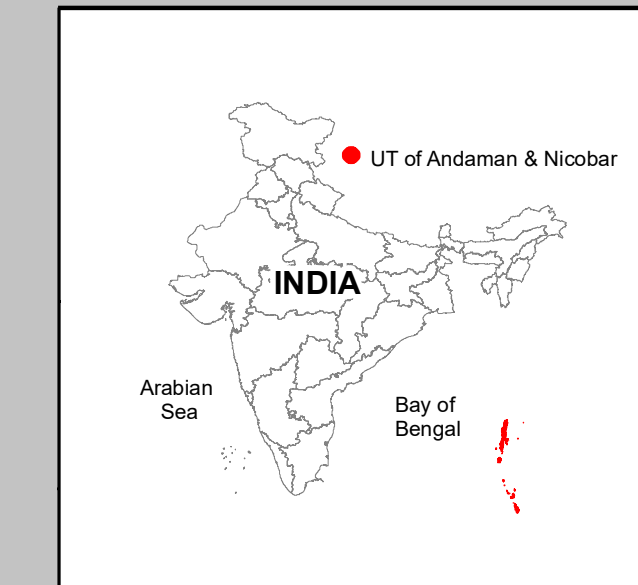 UT of Andaman & Nicobar
INDIA
Arabian
Sea
Bay of
Bengal